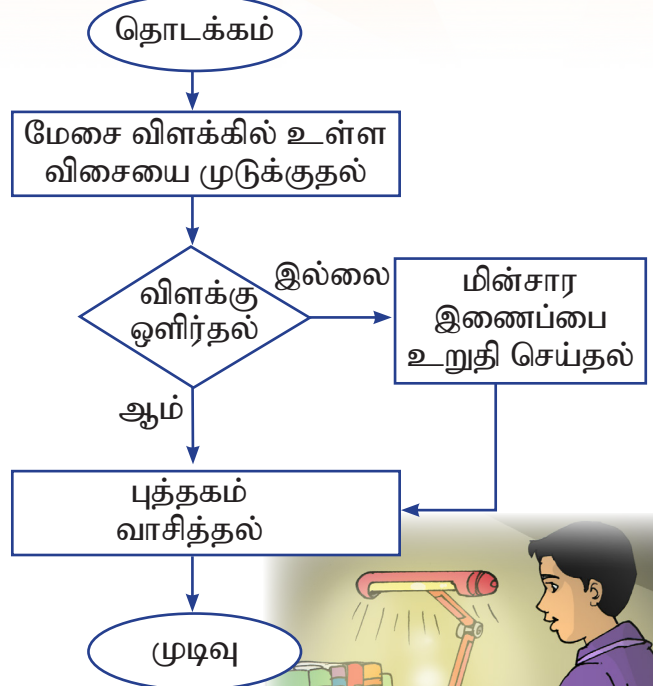 தொடக்கம்
மேசை விளக்கில் உள்ள
விசையை முடுக்குதல்
விளக்கு
ஒளிர்தல்
இல்லை
மின்சார
இணைப்பை
உறுதி செய்தல்
ஆம்
புத்தகம்
வாசித்தல்
முடிவு